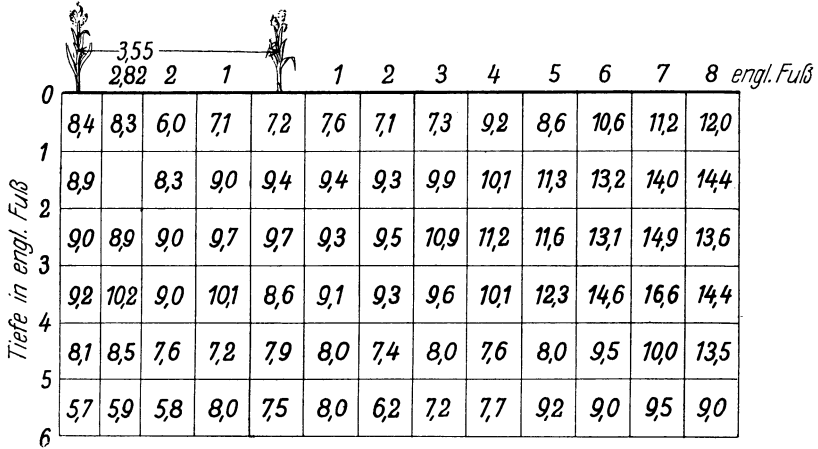 3,55
2,82 2 1 1 2 3 4 5 6 7 8 engl. Fuß
0
8,4 8,3 6,0 7,1 7,2 7,6 7,1 7,3 9,2 8,6 10,6 11,2 12,0
1
8,9 8,3 9,0 9,4 9,4 9,3 9,9 10,1 11,3 13,2 14,0 14,4
2
9,0 8,9 9,0 9,7 9,7 9,3 9,5 10,9 11,2 11,6 13,1 14,9 13,6
3
9,2 10,2 9,0 10,1 8,6 9,1 9,3 9,6 10,1 12,3 14,6 16,6 14,4
4
8,1 8,5 7,6 7,2 7,9 8,0 7,4 8,0 7,6 8,0 9,5 10,0 13,5
5
5,7 5,9 5,8 8,0 7,5 8,0 6,2 7,2 7,7 9,2 9,0 9,5 9,0
6
Tiefe in engl. Fuß